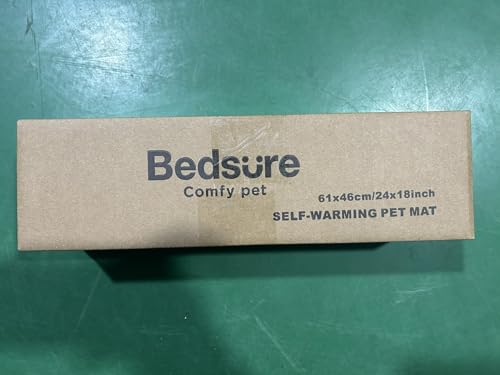 Bedsure
Comfy pet
61x46cm/24x18inch
SELF-WARMING PET MAT